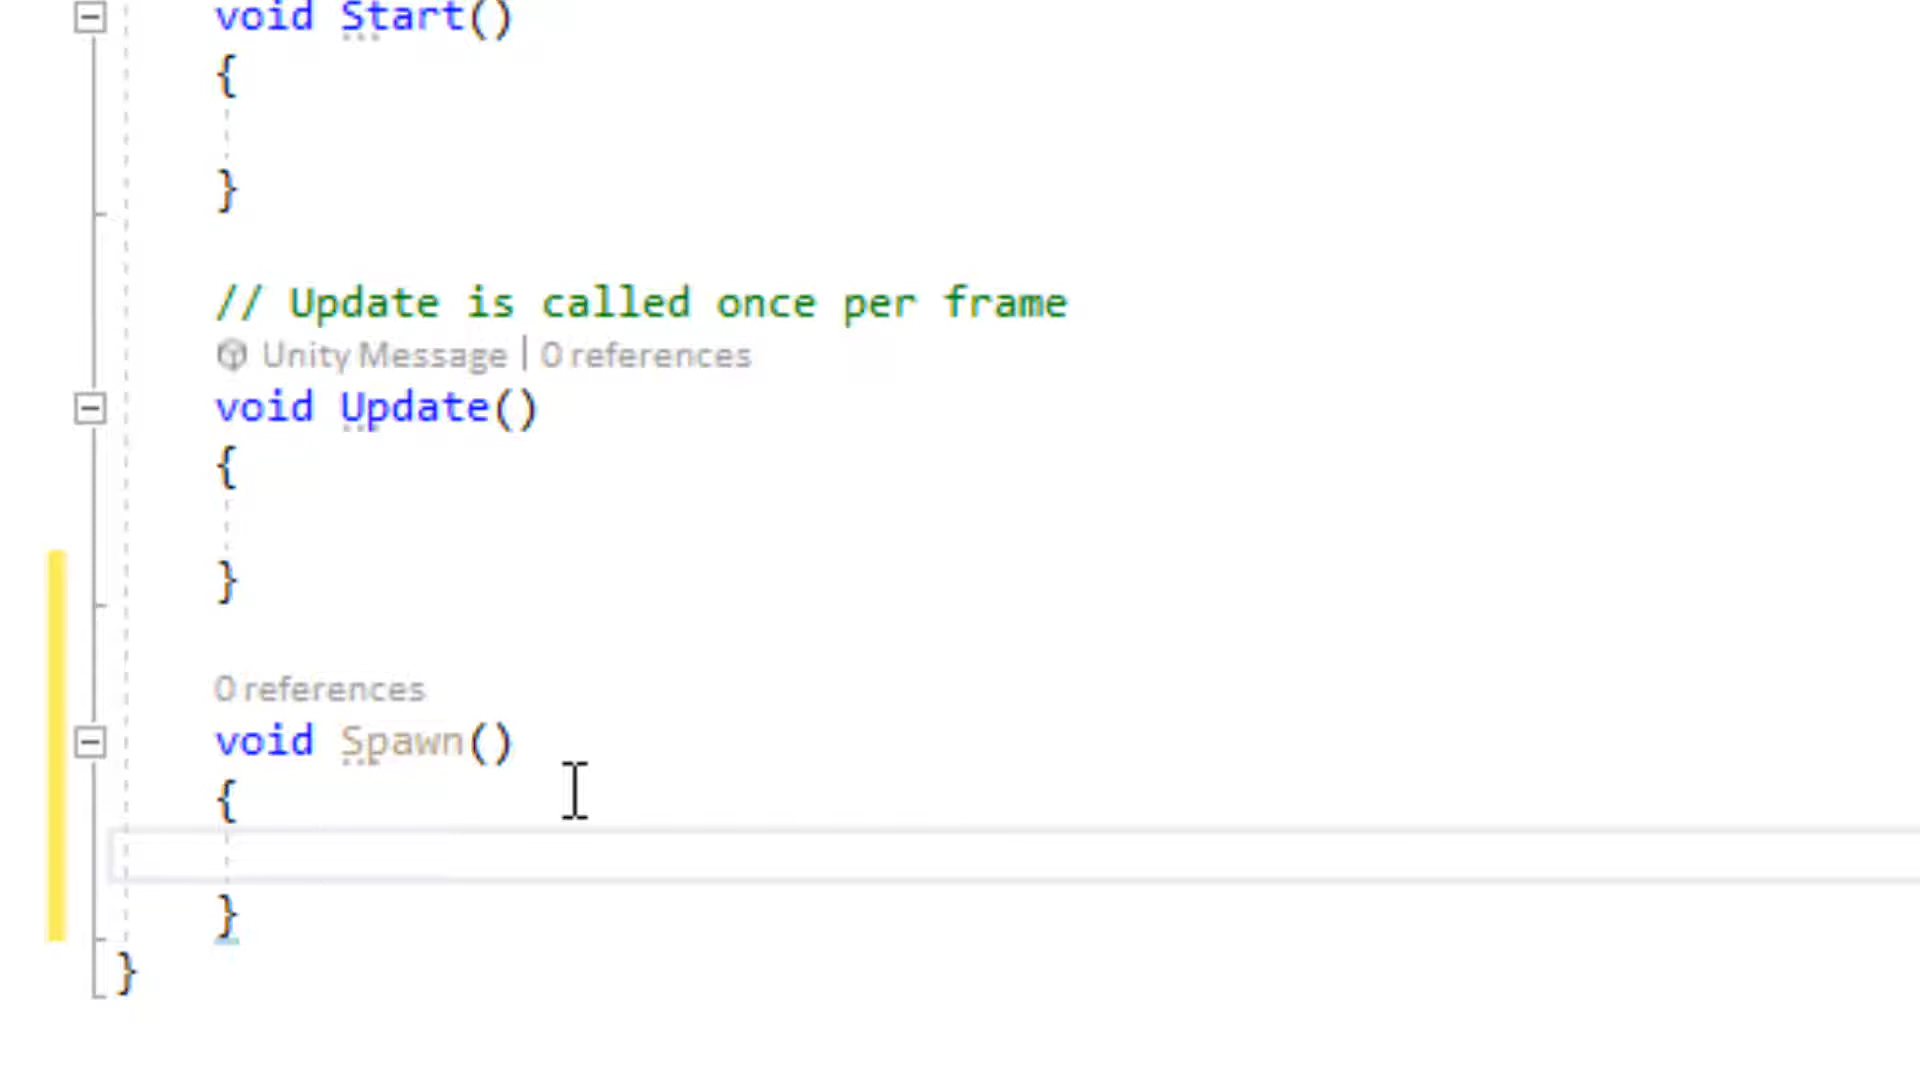 void Start()
{
}
// Update is called once per frame
Unity Message | 0 references
void Update()
{
}
0 references
void Spawn()
{
}
}